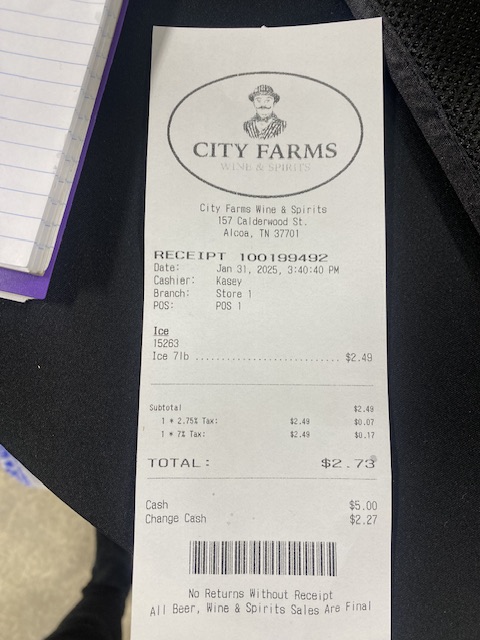 CITY FARMS
WINE & SPIRITS
City Farms Wine & Spirits
157 Calderwood St.
Alcoa, TN 37701
RECEIPT 100199492
Date: Jan 31, 2025, 3:40:40 PM
Cashier: Kasey
Branch: Store 1
POS: POS 1
Ice
15263
Ice 7lb ........................... $2.49
Subtotal $2.49
1 * 2.75% Tax: $2.49 $0.07
1 * 7% Tax: $2.49 $0.17
TOTAL: $2.73
Cash $5.00
Change Cash $2.27
No Returns Without Receipt
All Beer, Wine & Spirits Sales Are Final